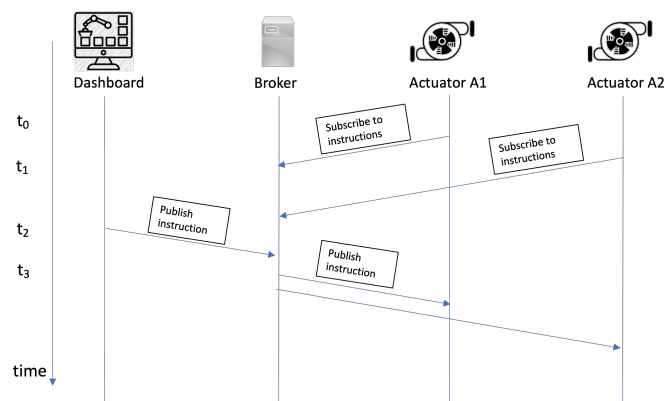 Dashboard
Broker
Actuator A1
Actuator A2
t0
Subscribe to
instructions
Subscribe to
instructions
t1
Publish
instruction
t2
Publish
instruction
t3
time